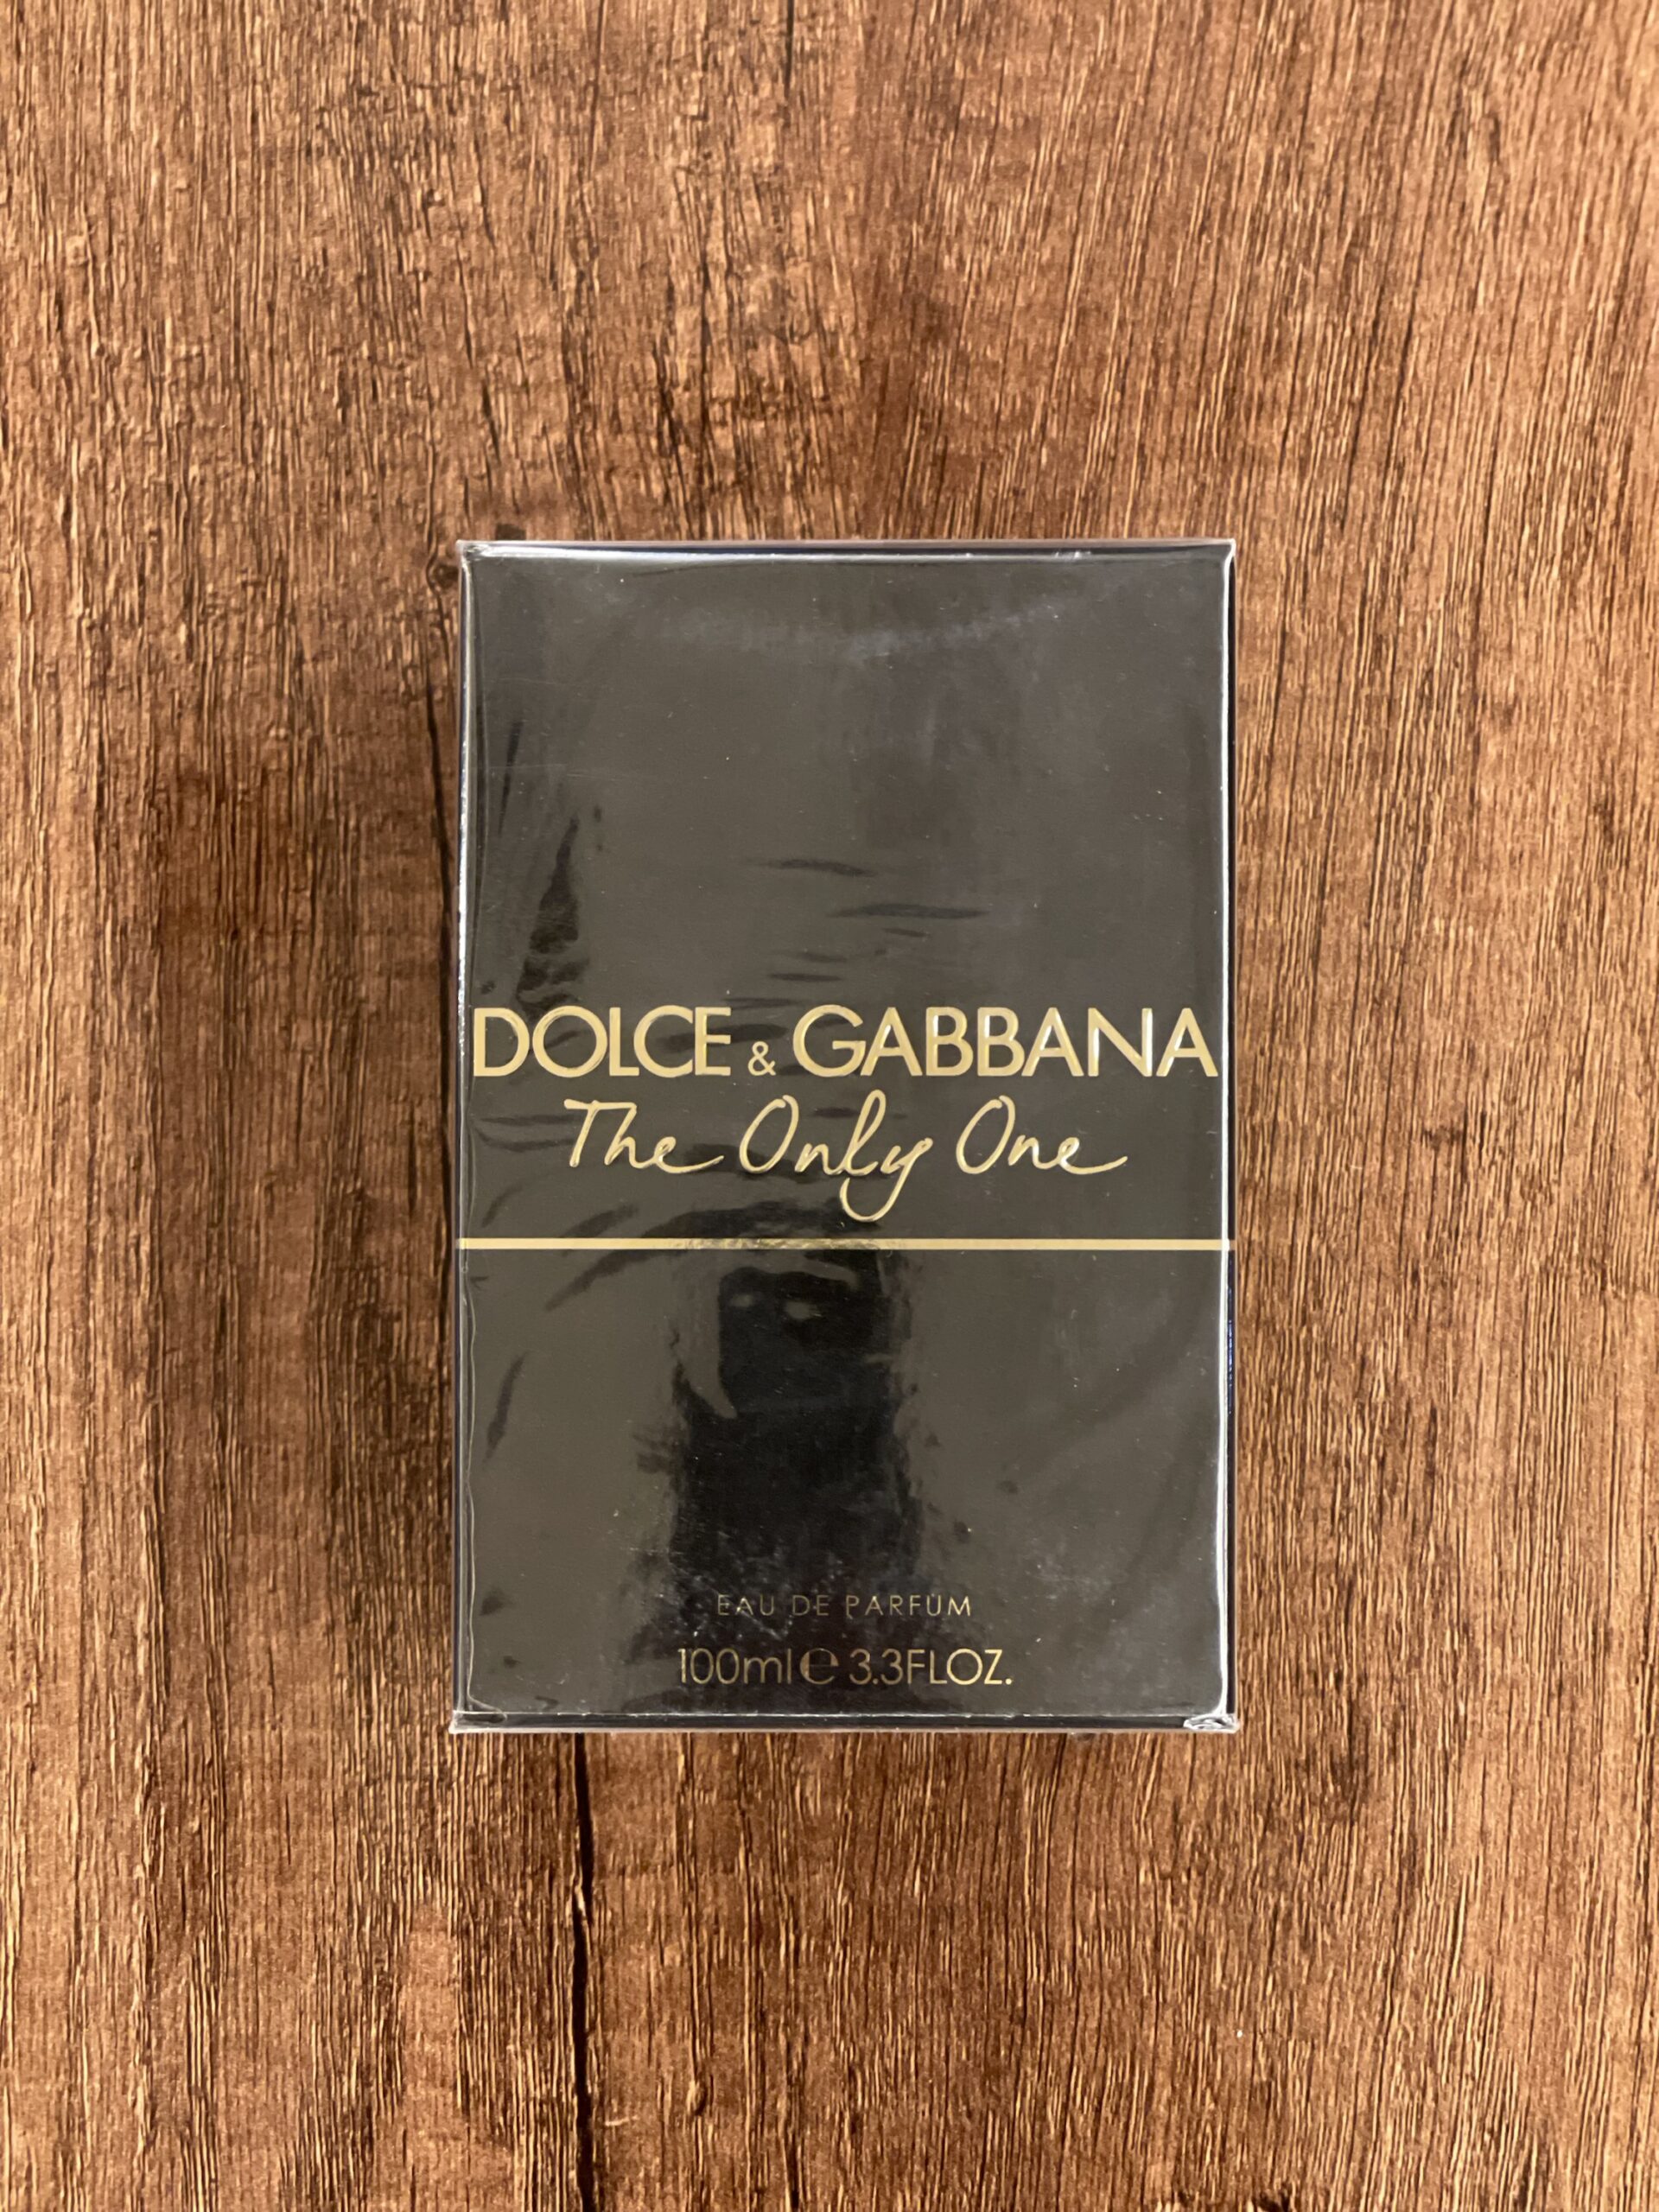 DOLCE & GABBANA
The Only One
EAU DE PARFUM
100ml ℮ 3.3FLOZ.